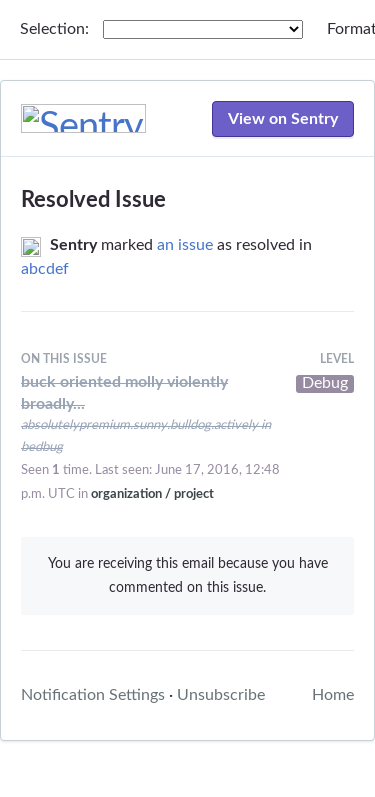 Selection:
Format
Sentry
View on Sentry
Resolved Issue
Sentry marked an issue as resolved in
abcdef
ON THIS ISSUE
LEVEL
buck oriented molly violently
broadly...
Debug
absolutelypremium.sunny.bulldog.actively in
bedbug
Seen 1 time. Last seen: June 17, 2016, 12:48
p.m. UTC in organization / project
You are receiving this email because you have
commented on this issue.
Notification Settings · Unsubscribe
Home